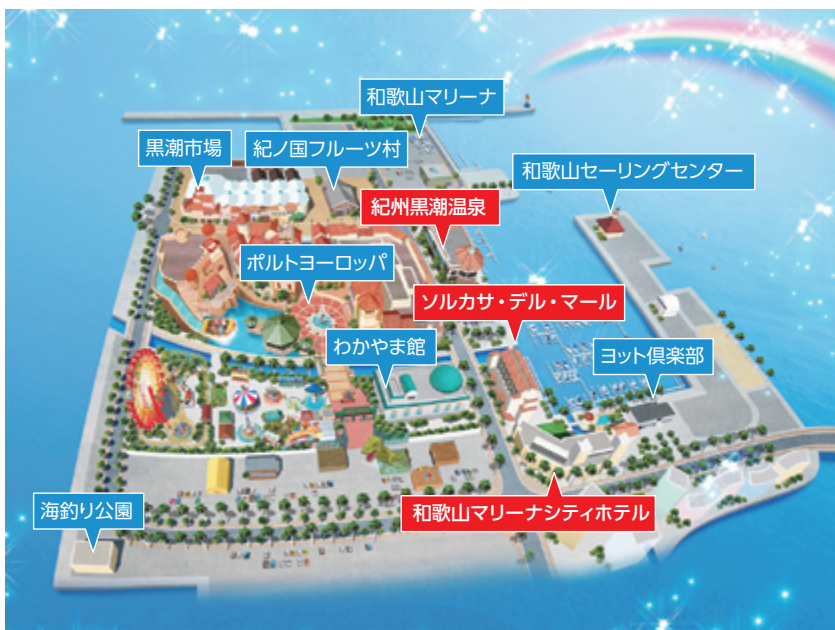 和歌山マリーナ
黒潮市場
紀ノ国フルーツ村
和歌山セーリングセンター
紀州黒潮温泉
ポルトヨーロッパ
ソルカサ・デル・マール
わかやま館
ヨット倶楽部
海釣り公園
和歌山マリーナシティホテル